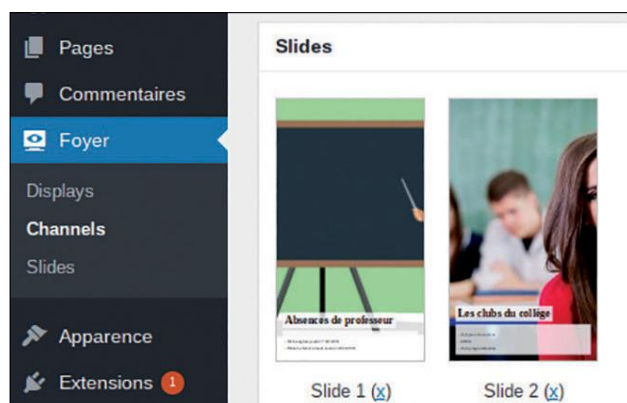 Pages
Commentaires
Foyer
Displays
Channels
Slides
Apparence
Extensions 1
Slides
Absences de professeur
Les clubs du collège
Slide 1 (x)
Slide 2 (x)